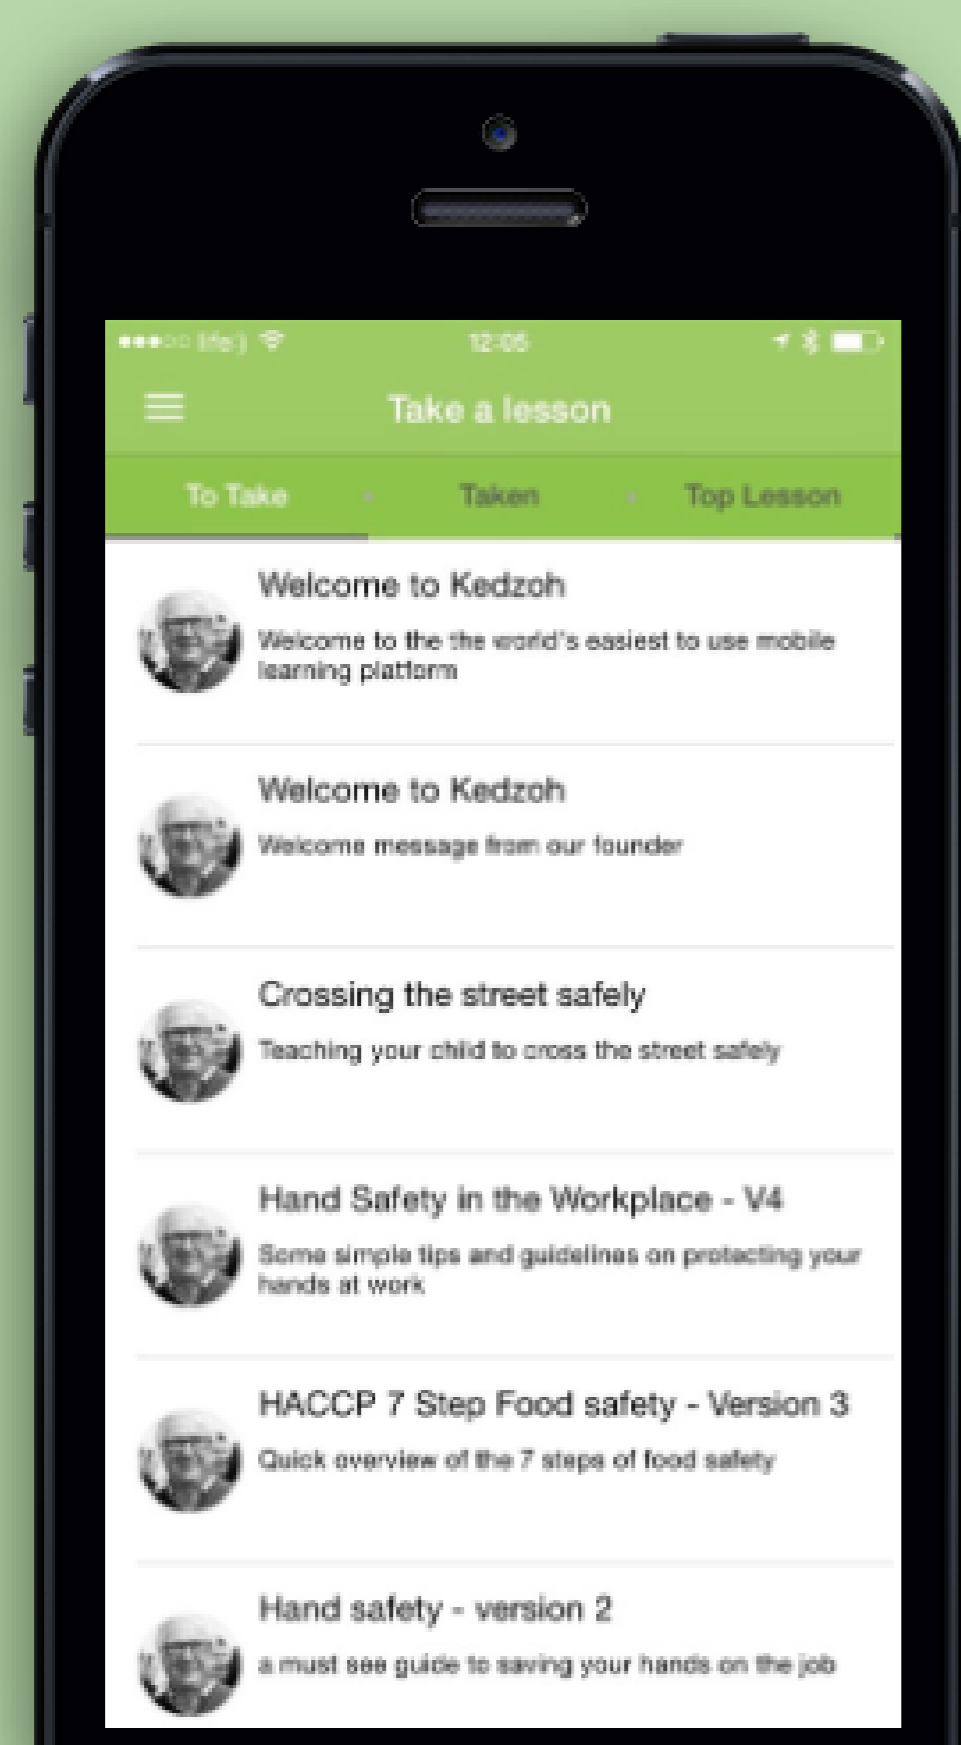 life:) 12:05
Take a lesson
To Take Taken Top Lesson
Welcome to Kedzoh
Welcome to the the world's easiest to use mobile
learning platform
Welcome to Kedzoh
Welcome message from our founder
Crossing the street safely
Teaching your child to cross the street safely
Hand Safety in the Workplace - V4
Some simple tips and guidelines on protecting your
hands at work
HACCP 7 Step Food safety - Version 3
Quick overview of the 7 steps of food safety
Hand safety - version 2
a must see guide to saving your hands on the job